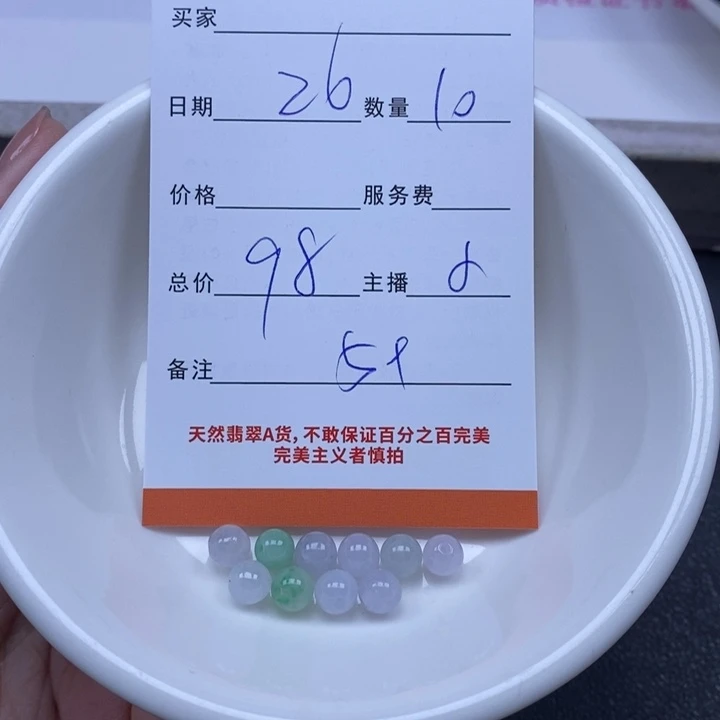 买家
日期 26 数量 10
价格 服务费
总价 98 主播
备注
天然翡翠A货，不敢保证百分之百完美
完美主义者慎拍